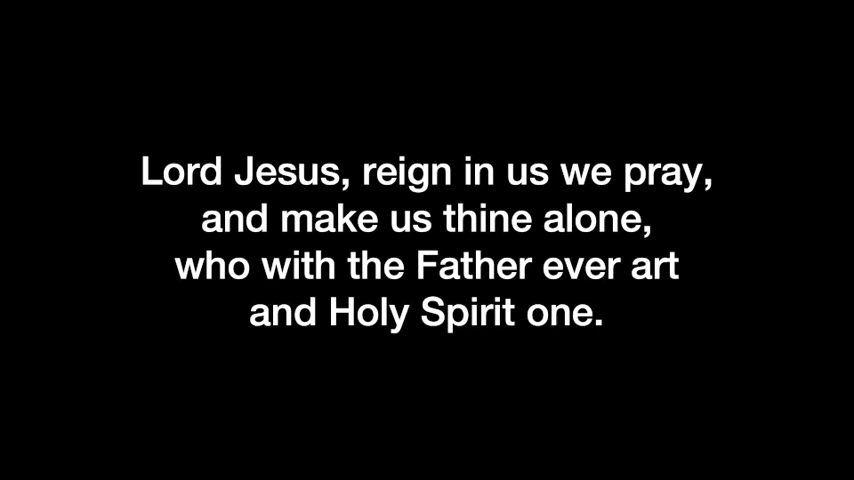 Lord Jesus, reign in us we pray,
and make us thine alone,
who with the Father ever art
and Holy Spirit one.